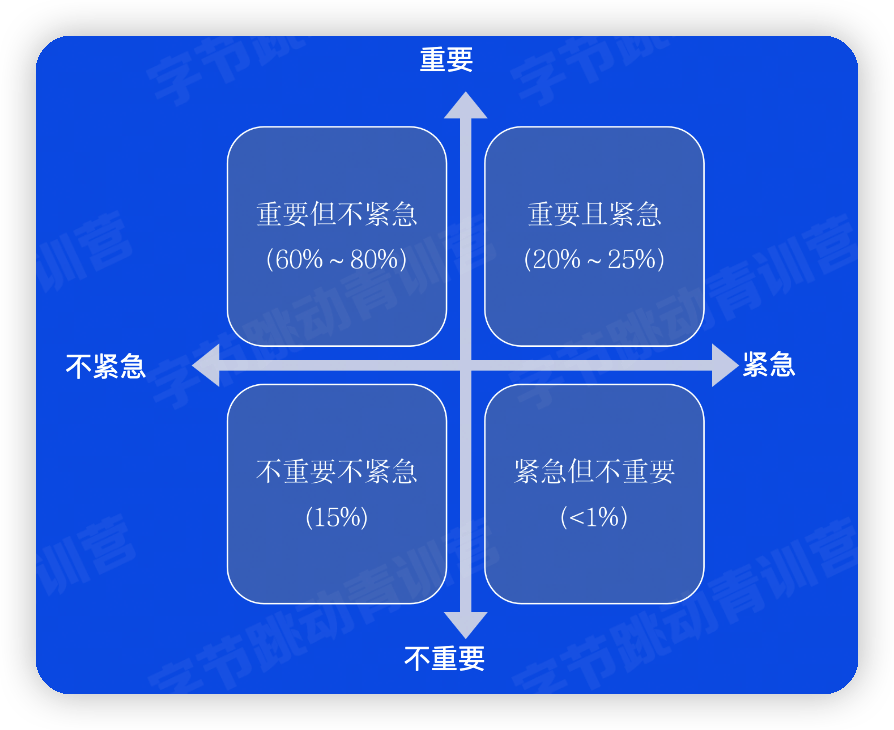 重要
重要但不紧急
(60%~80%)
重要且紧急
(20%~25%)
不紧急
紧急
不重要不紧急
(15%)
紧急但不重要
(<1%)
不重要
字节跳动青训营